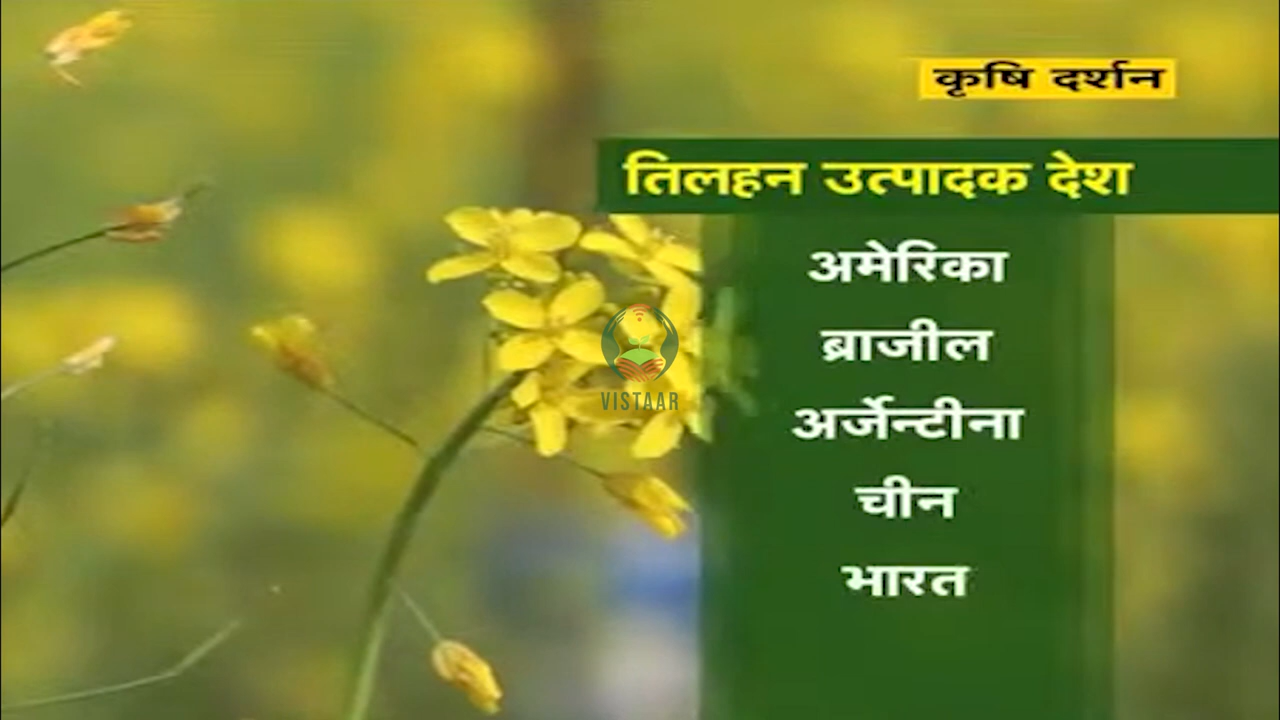 कृषि दर्शन
तिलहन उत्पादक देश
अमेरिका
ब्राजील
अर्जेन्टीना
VISTAAR
चीन
भारत